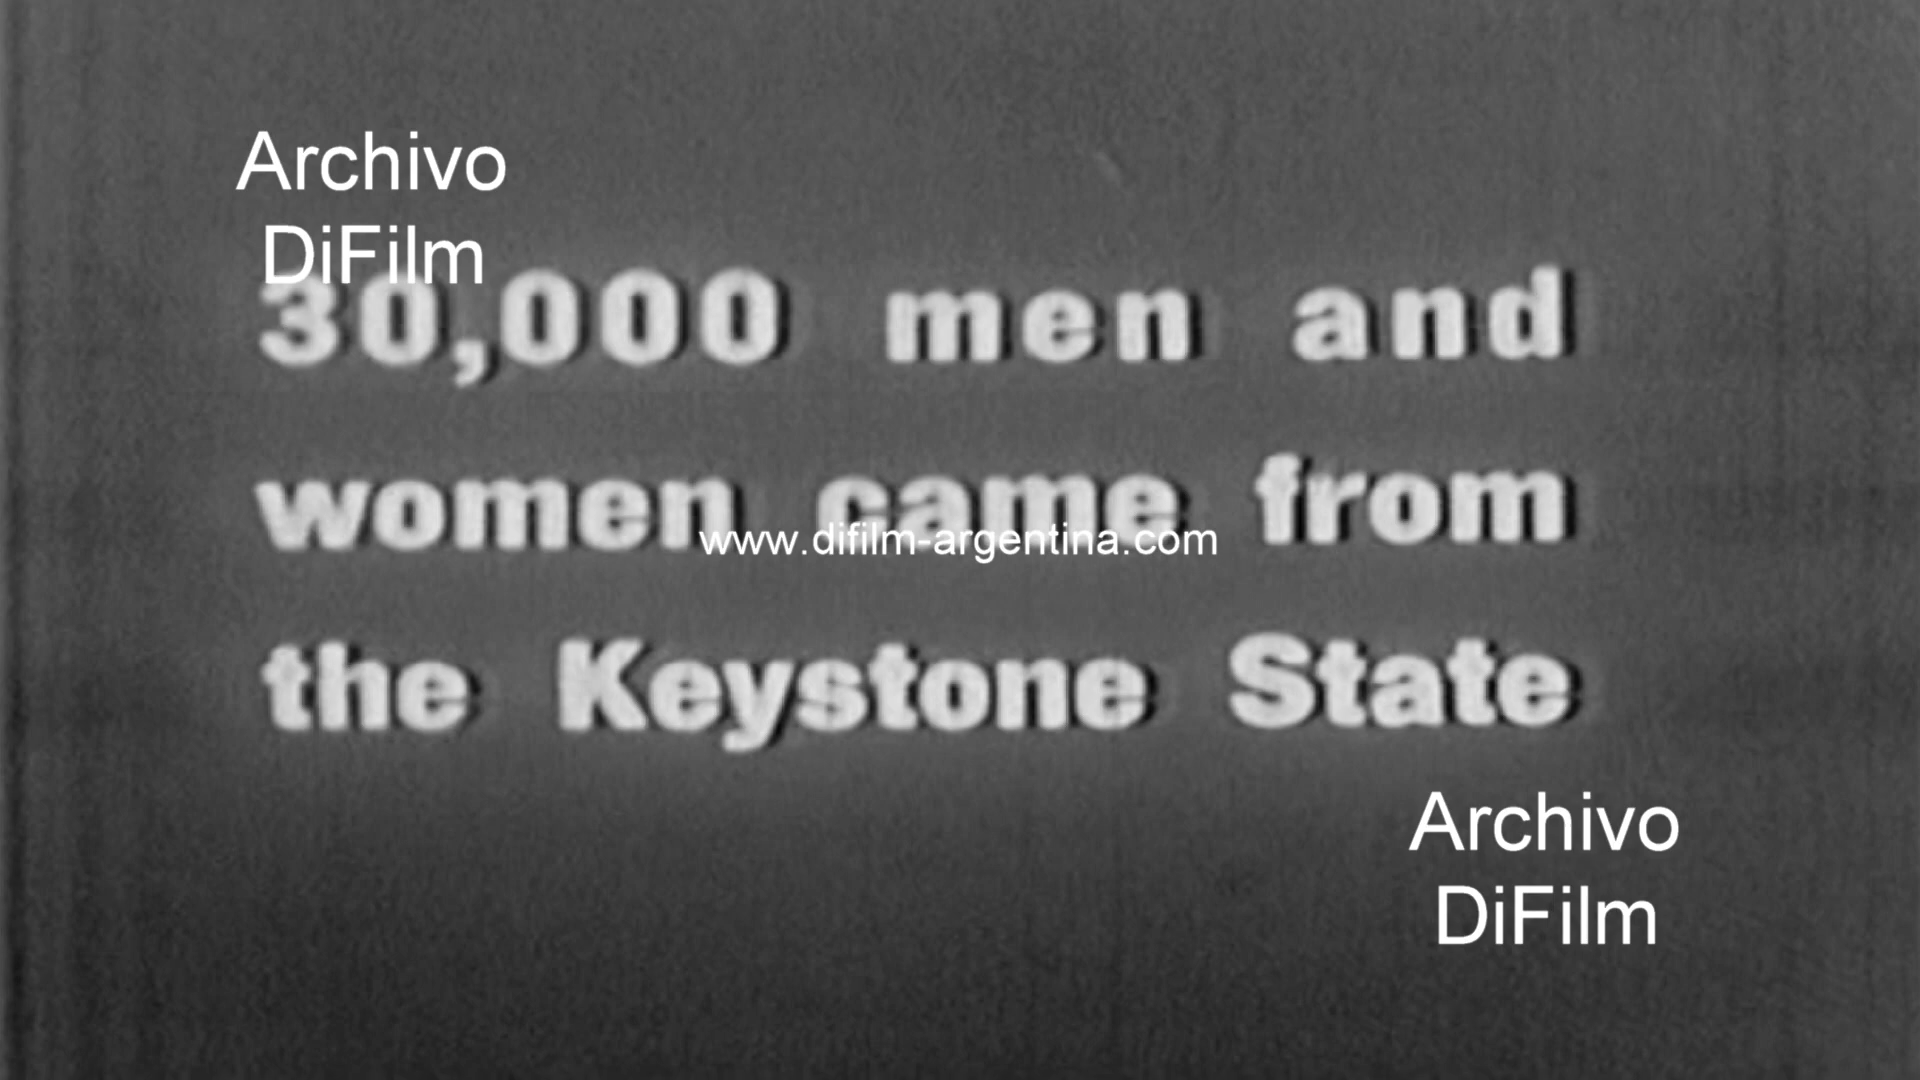 Archivo
DiFilm
30,000 men and
women came from
www.difilm-argentina.com
the Keystone State
Archivo
DiFilm